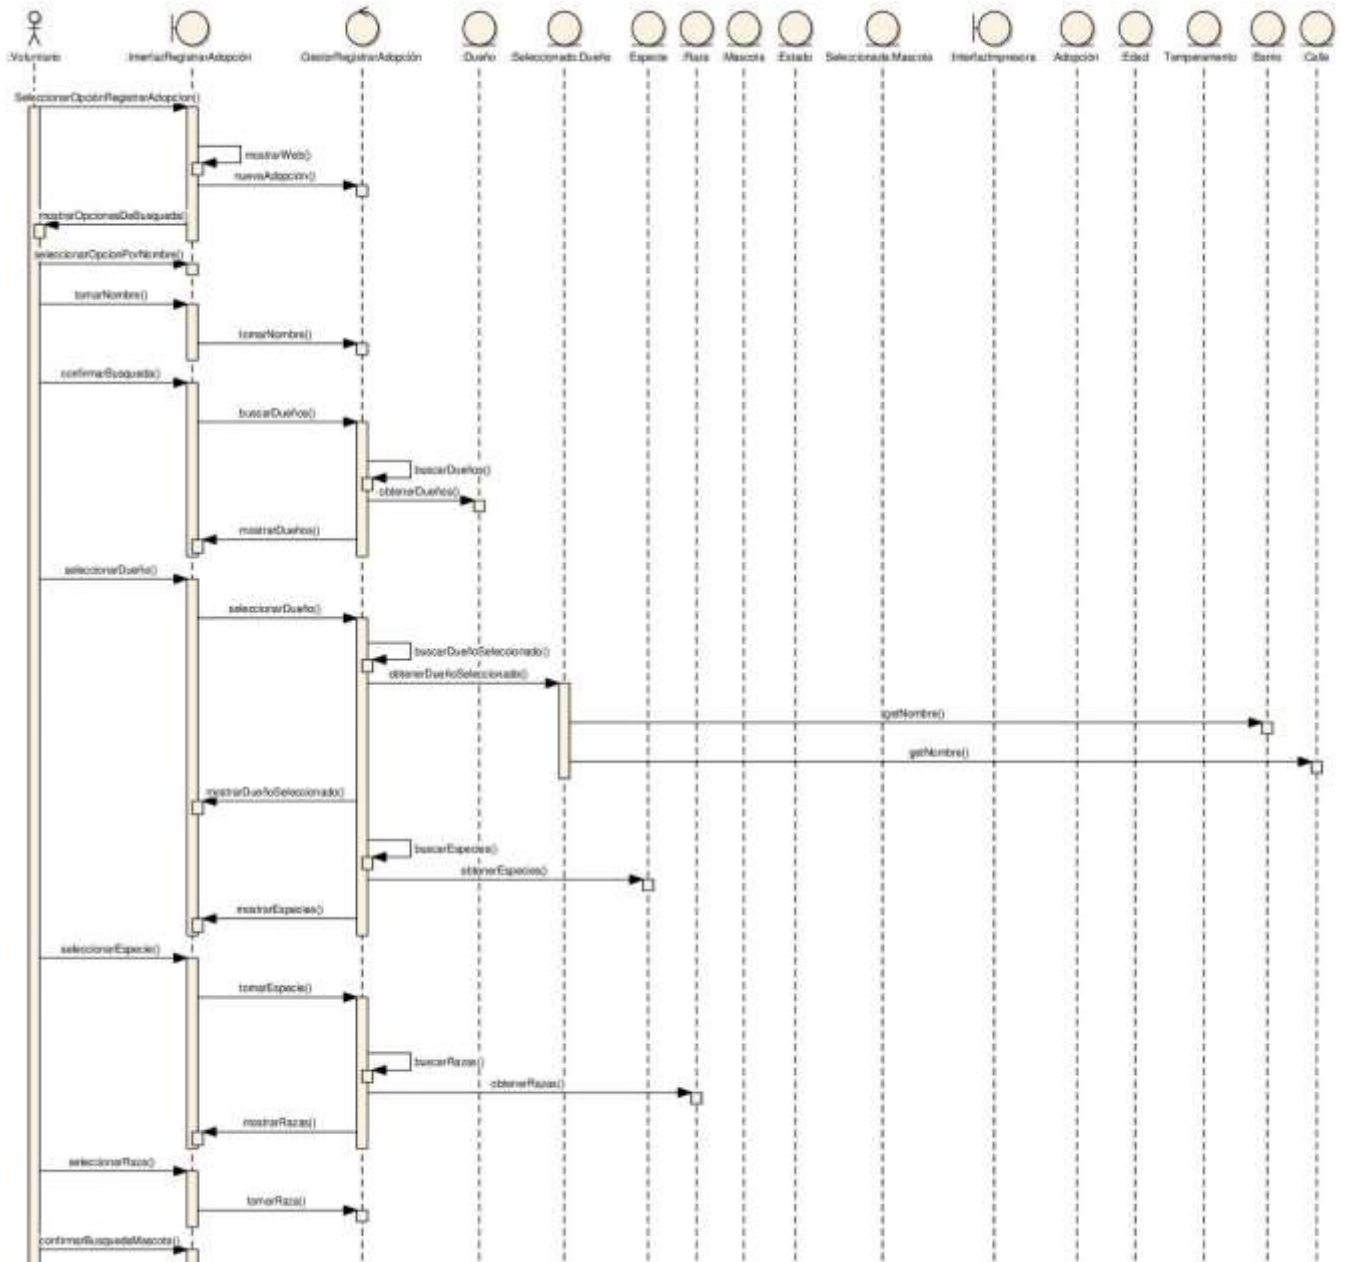 :Voluntario
:InterfazRegistrarAdopción
:GestorRegistrarAdopción
:Dueño
Seleccionado:Dueño
:Especie
:Raza
:Mascota
:Estado
Seleccionada:Mascota
:InterfazImpresora
:Adopción
:Edad
:Temperamento
:Barrio
:Calle
SeleccionarOpciónRegistrarAdopcion()
mostrarWeb()
nuevaAdopción()
mostrarOpcionesDeBusqueda()
seleccionarOpcionPorNombre()
tomarNombre()
tomarNombre()
confirmarBusqueda()
buscarDueños()
buscarDueños()
obtenerDueños()
mostrarDueños()
seleccionarDueño()
seleccionarDueño()
buscarDueñoSeleccionado()
obtenerDueñoSeleccionado()
getNombre()
getNombre()
mostrarDueñoSeleccionado()
buscarEspecies()
obtenerEspecies()
mostrarEspecies()
seleccionarEspecie()
tomarEspecie()
buscarRazas()
obtenerRazas()
mostrarRazas()
seleccionarRaza()
tomarRaza()
confirmarBusquedaMascota()